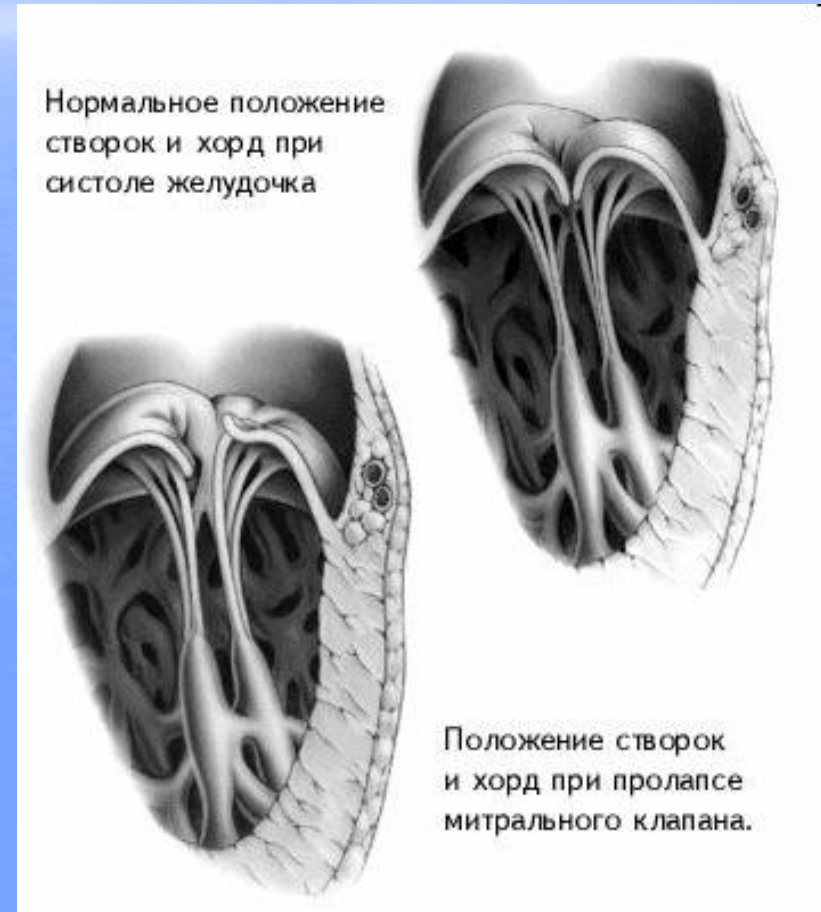 Нормальное положение
створок и хорд при
систоле желудочка
Положение створок
и хорд при пролапсе
митрального клапана.